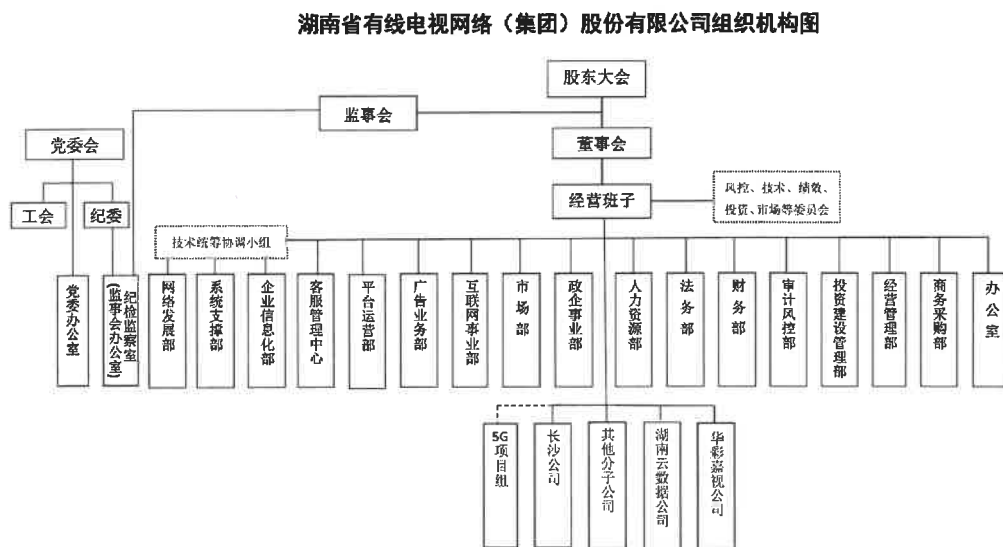 湖南省有线电视网络（集团）股份有限公司组织机构图
股东大会
监事会
党委会
董事会
经营班子
风控、技术、绩效、
投资、市场等委员会
工会
纪委
技术统筹协调小组
党委办公室
纪检监察室
(监事会办公室)
网络发展部
系统支撑部
企业信息化部
客服管理中心
平台运营部
广告业务部
互联网事业部
市场部
政企事业部
人力资源部
法务部
财务部
审计风控部
投资建设管理部
经营管理部
商务采购部
办公室
5G项目组
长沙公司
其他分子公司
湖南云数据公司
华彩嘉视公司